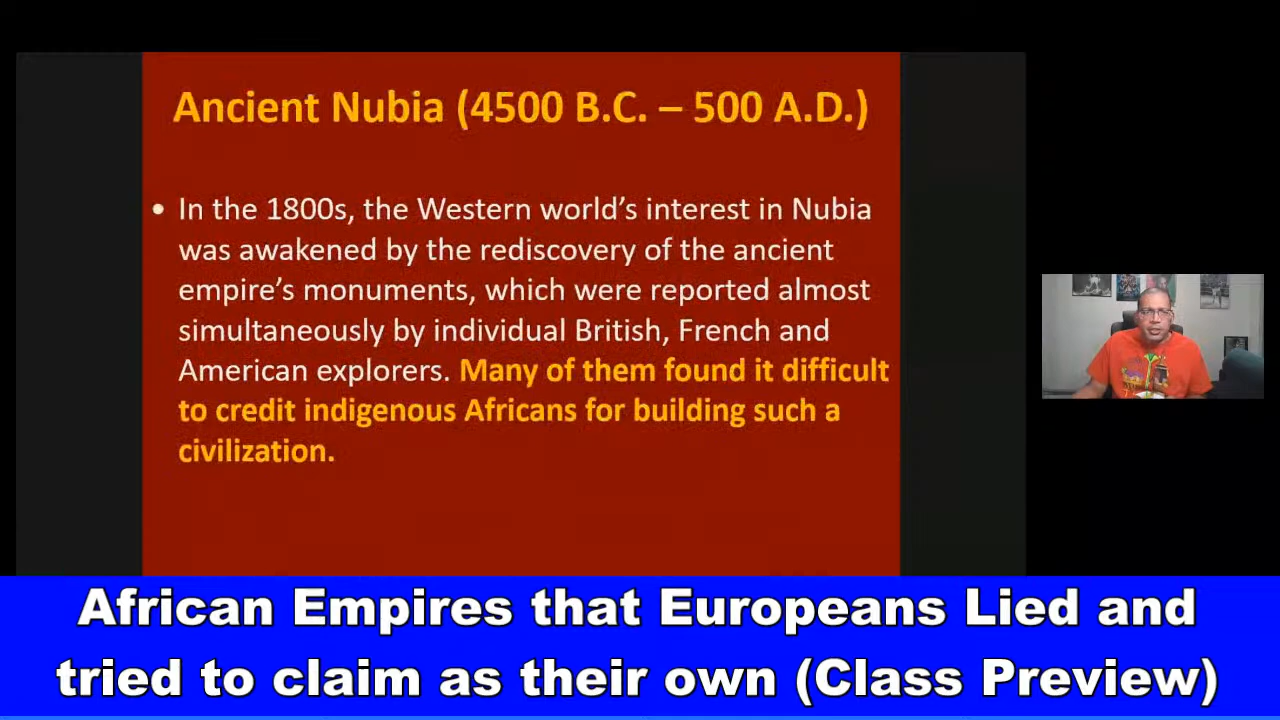 Ancient Nubia (4500 B.C. – 500 A.D.)
• In the 1800s, the Western world's interest in Nubia
was awakened by the rediscovery of the ancient
empire's monuments, which were reported almost
simultaneously by individual British, French and
American explorers. Many of them found it difficult
to credit indigenous Africans for building such a
civilization.
African Empires that Europeans Lied and
tried to claim as their own (Class Preview)